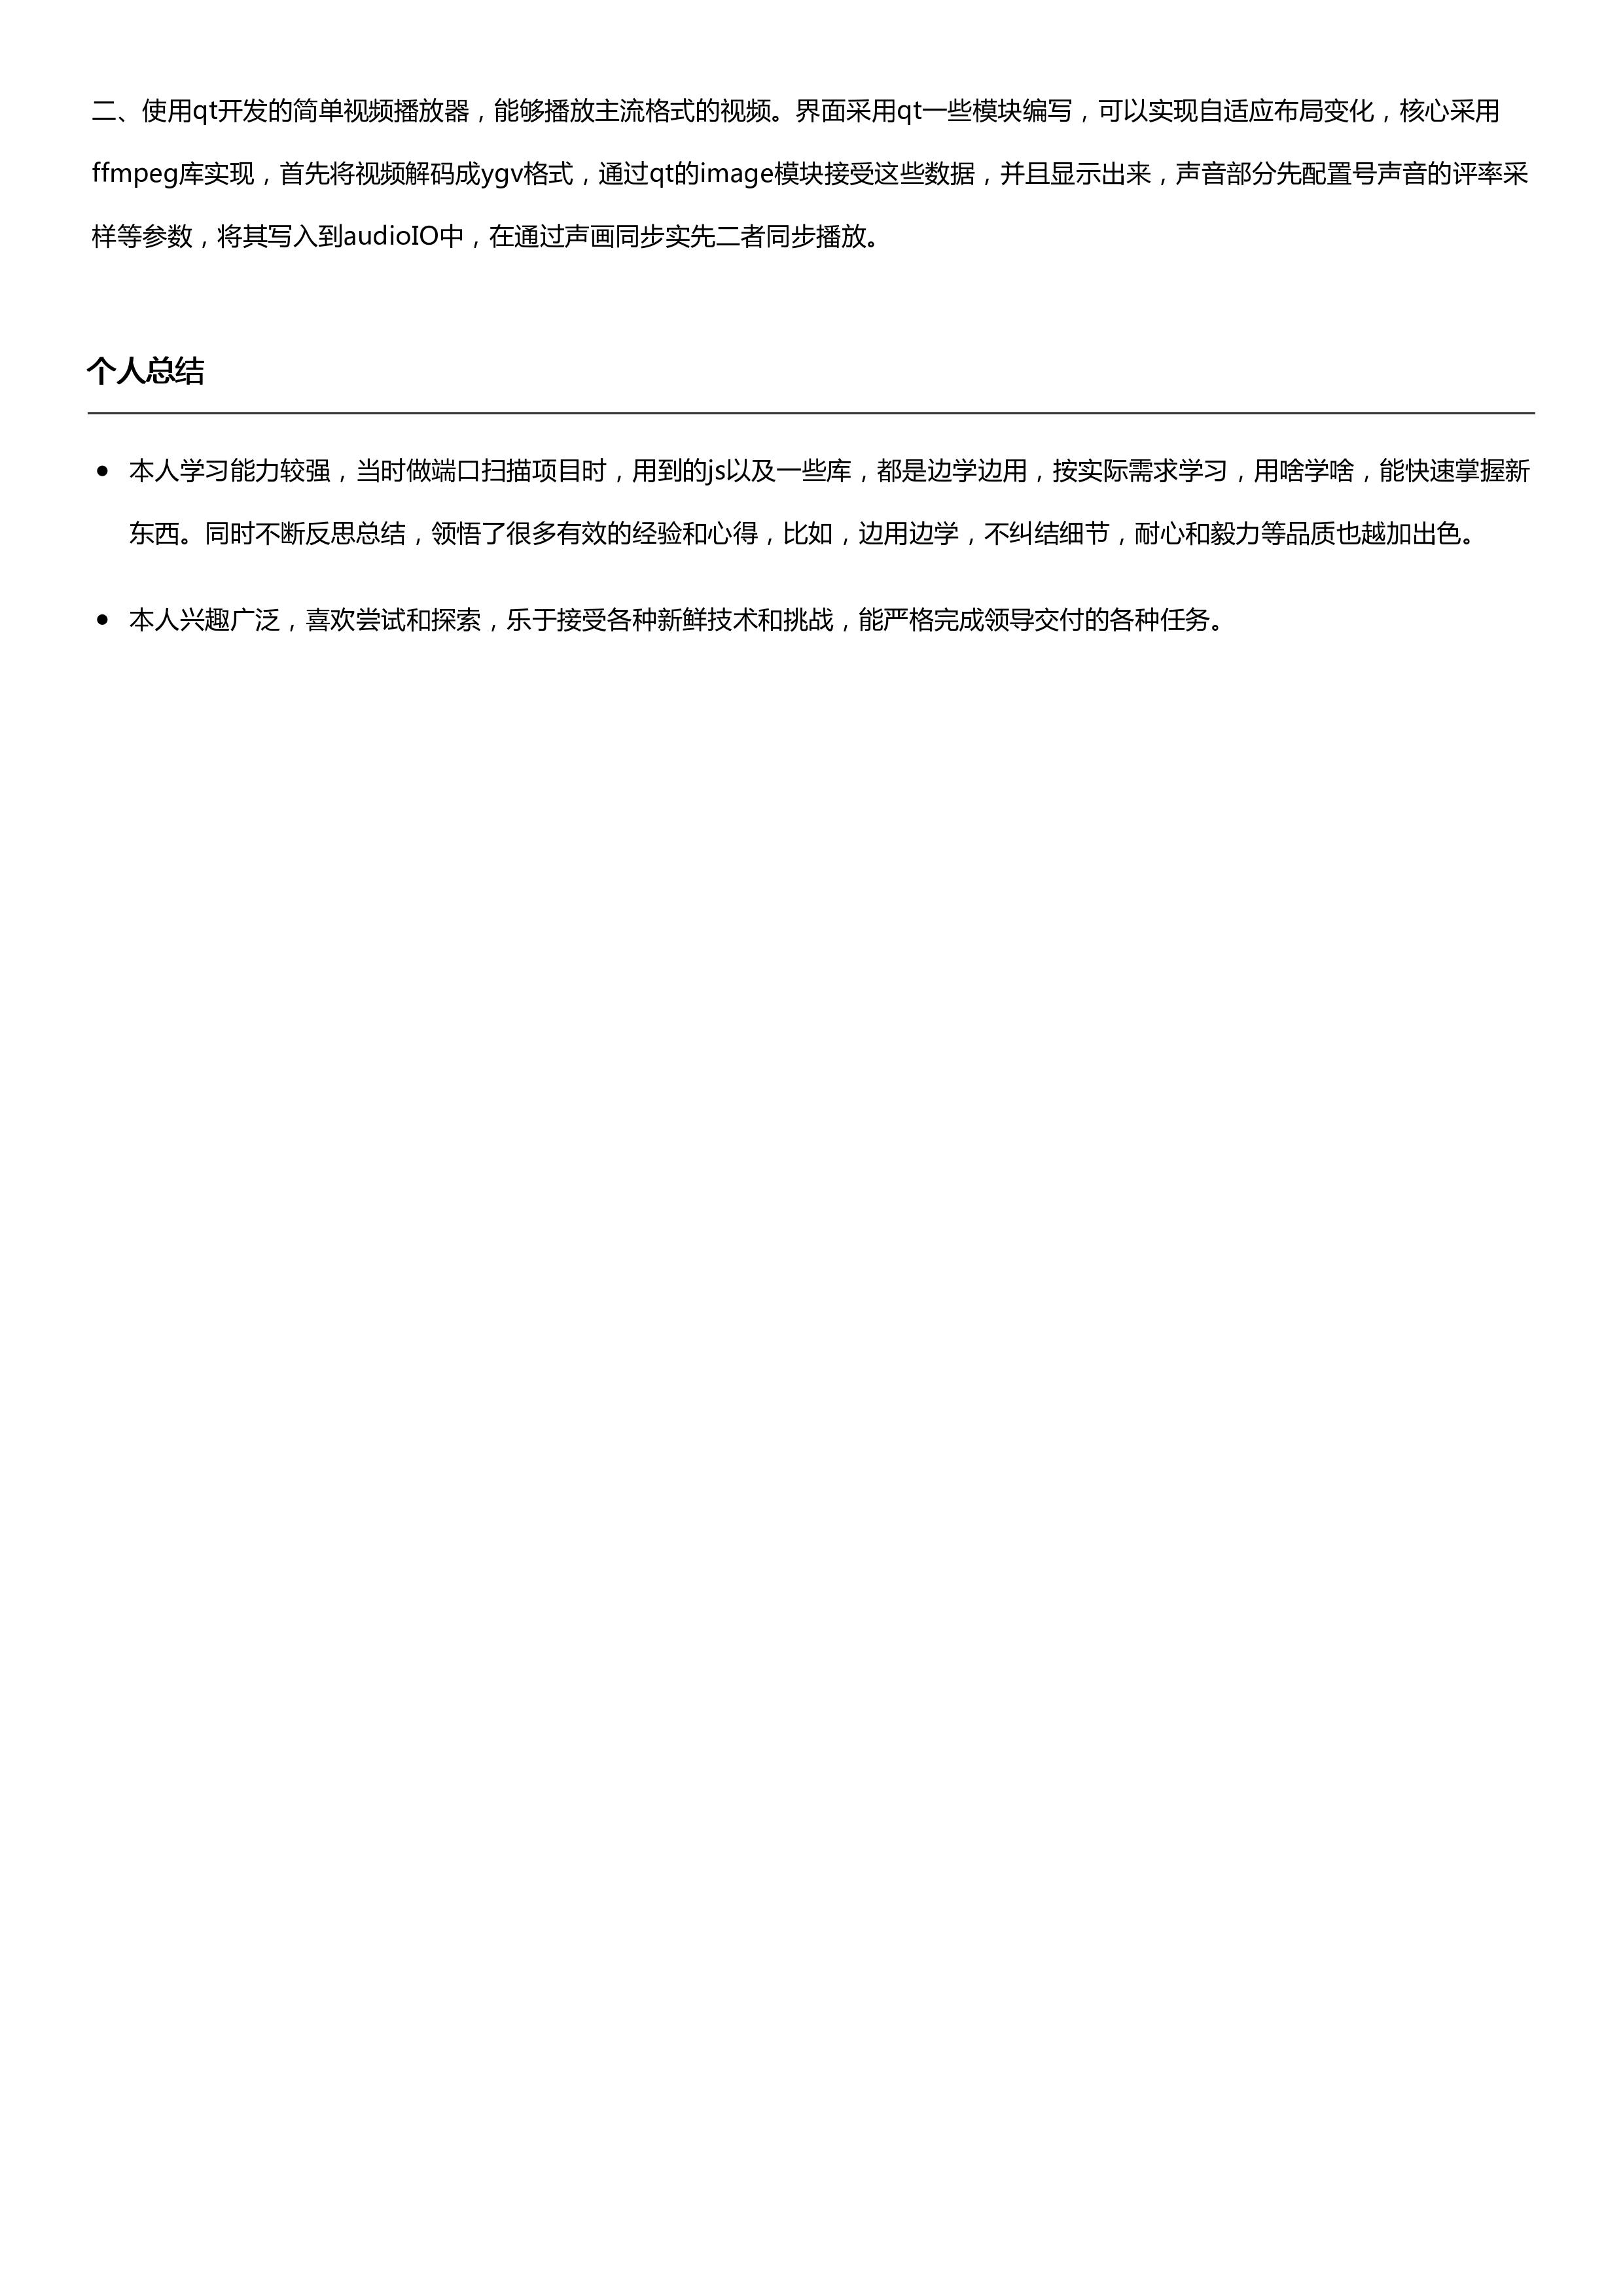 二、使用qt开发的简单视频播放器，能够播放主流格式的视频。界面采用qt一些模块编写，可以实现自适应布局变化，核心采用
ffmpeg库实现，首先将视频解码成ygv格式，通过qt的image模块接受这些数据，并且显示出来，声音部分先配置号声音的评率采
样等参数，将其写入到audioIO中，在通过声画同步实先二者同步播放。
个人总结
● 本人学习能力较强，当时做端口扫描项目时，用到的js以及一些库，都是边学边用，按实际需求学习，用啥学啥，能快速掌握新
东西。同时不断反思总结，领悟了很多有效的经验和心得，比如，边用边学，不纠结细节，耐心和毅力等品质也越加出色。
● 本人兴趣广泛，喜欢尝试和探索，乐于接受各种新鲜技术和挑战，能严格完成领导交付的各种任务。